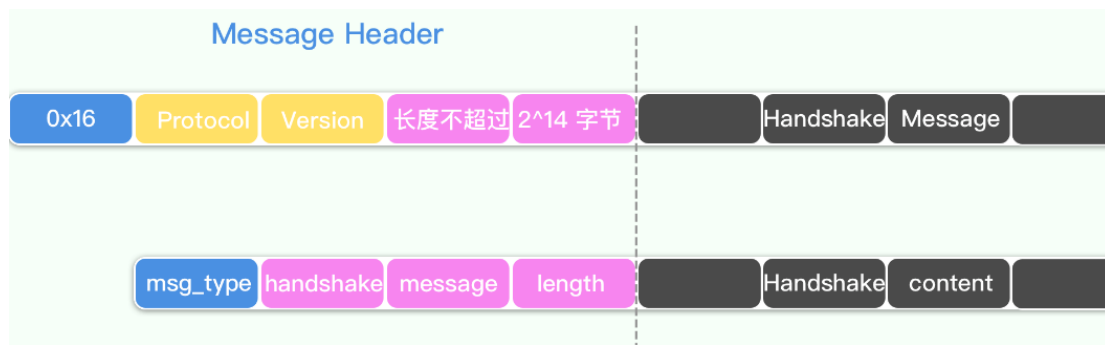 Message Header
0x16 Protocol Version 长度不超过 2^14 字节 Handshake Message
msg_type handshake message length Handshake content